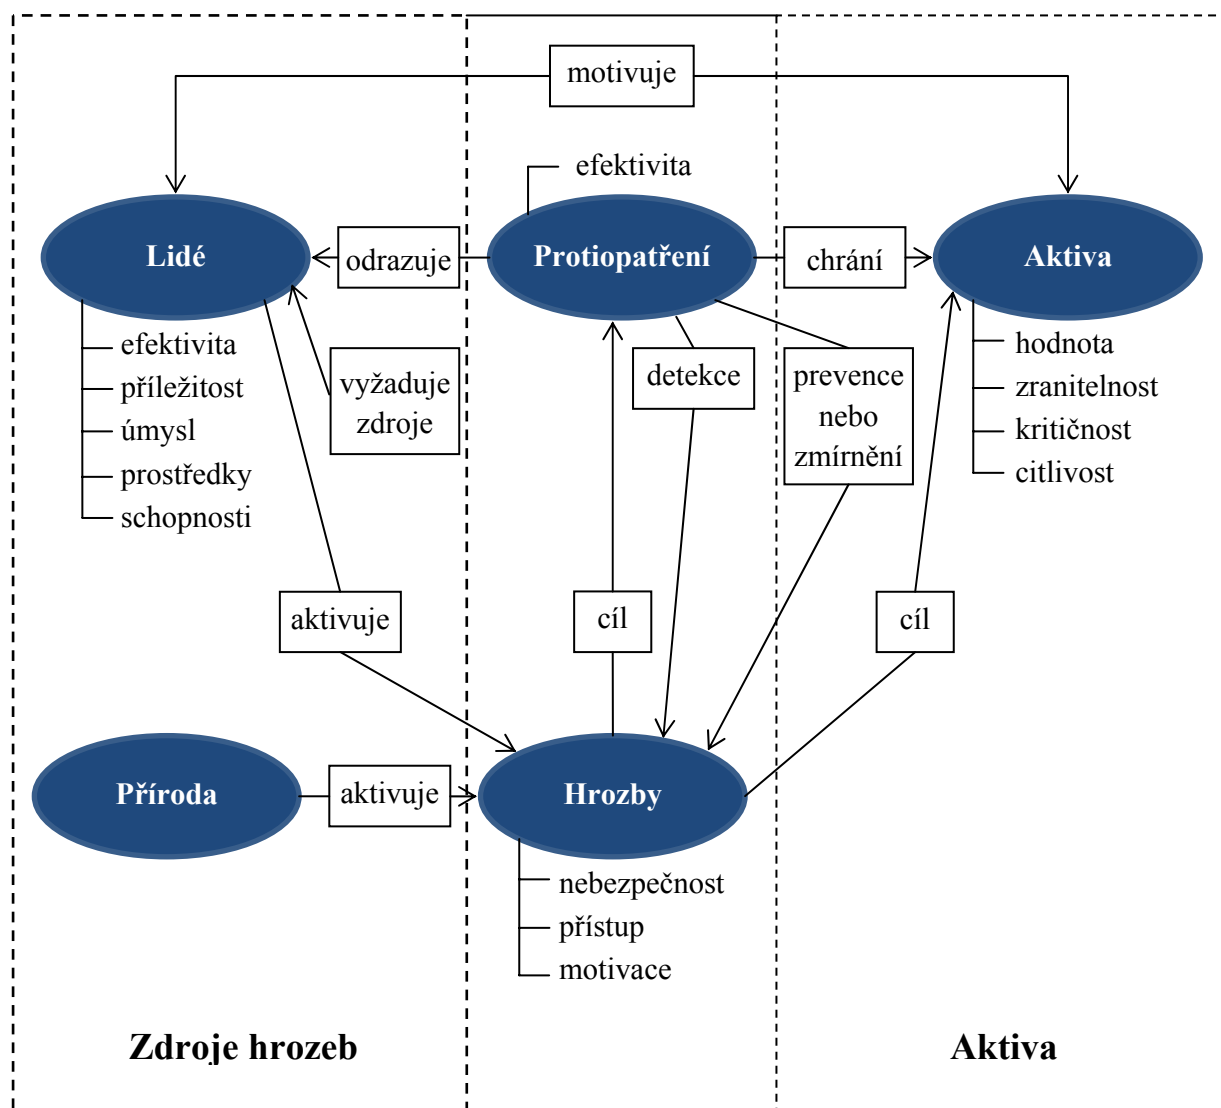 motivuje
efektivita
Lidé
odrazuje
Protiopatření
chrání
Aktiva
efektivita
příležitost
úmysl
prostředky
schopnosti
vyžaduje
zdroje
detekce
prevence
nebo
zmírnění
hodnota
zranitelnost
kritičnost
citlivost
aktivuje
cíl
cíl
Příroda
aktivuje
Hrozby
nebezpečnost
přístup
motivace
Zdroje hrozeb
Aktiva